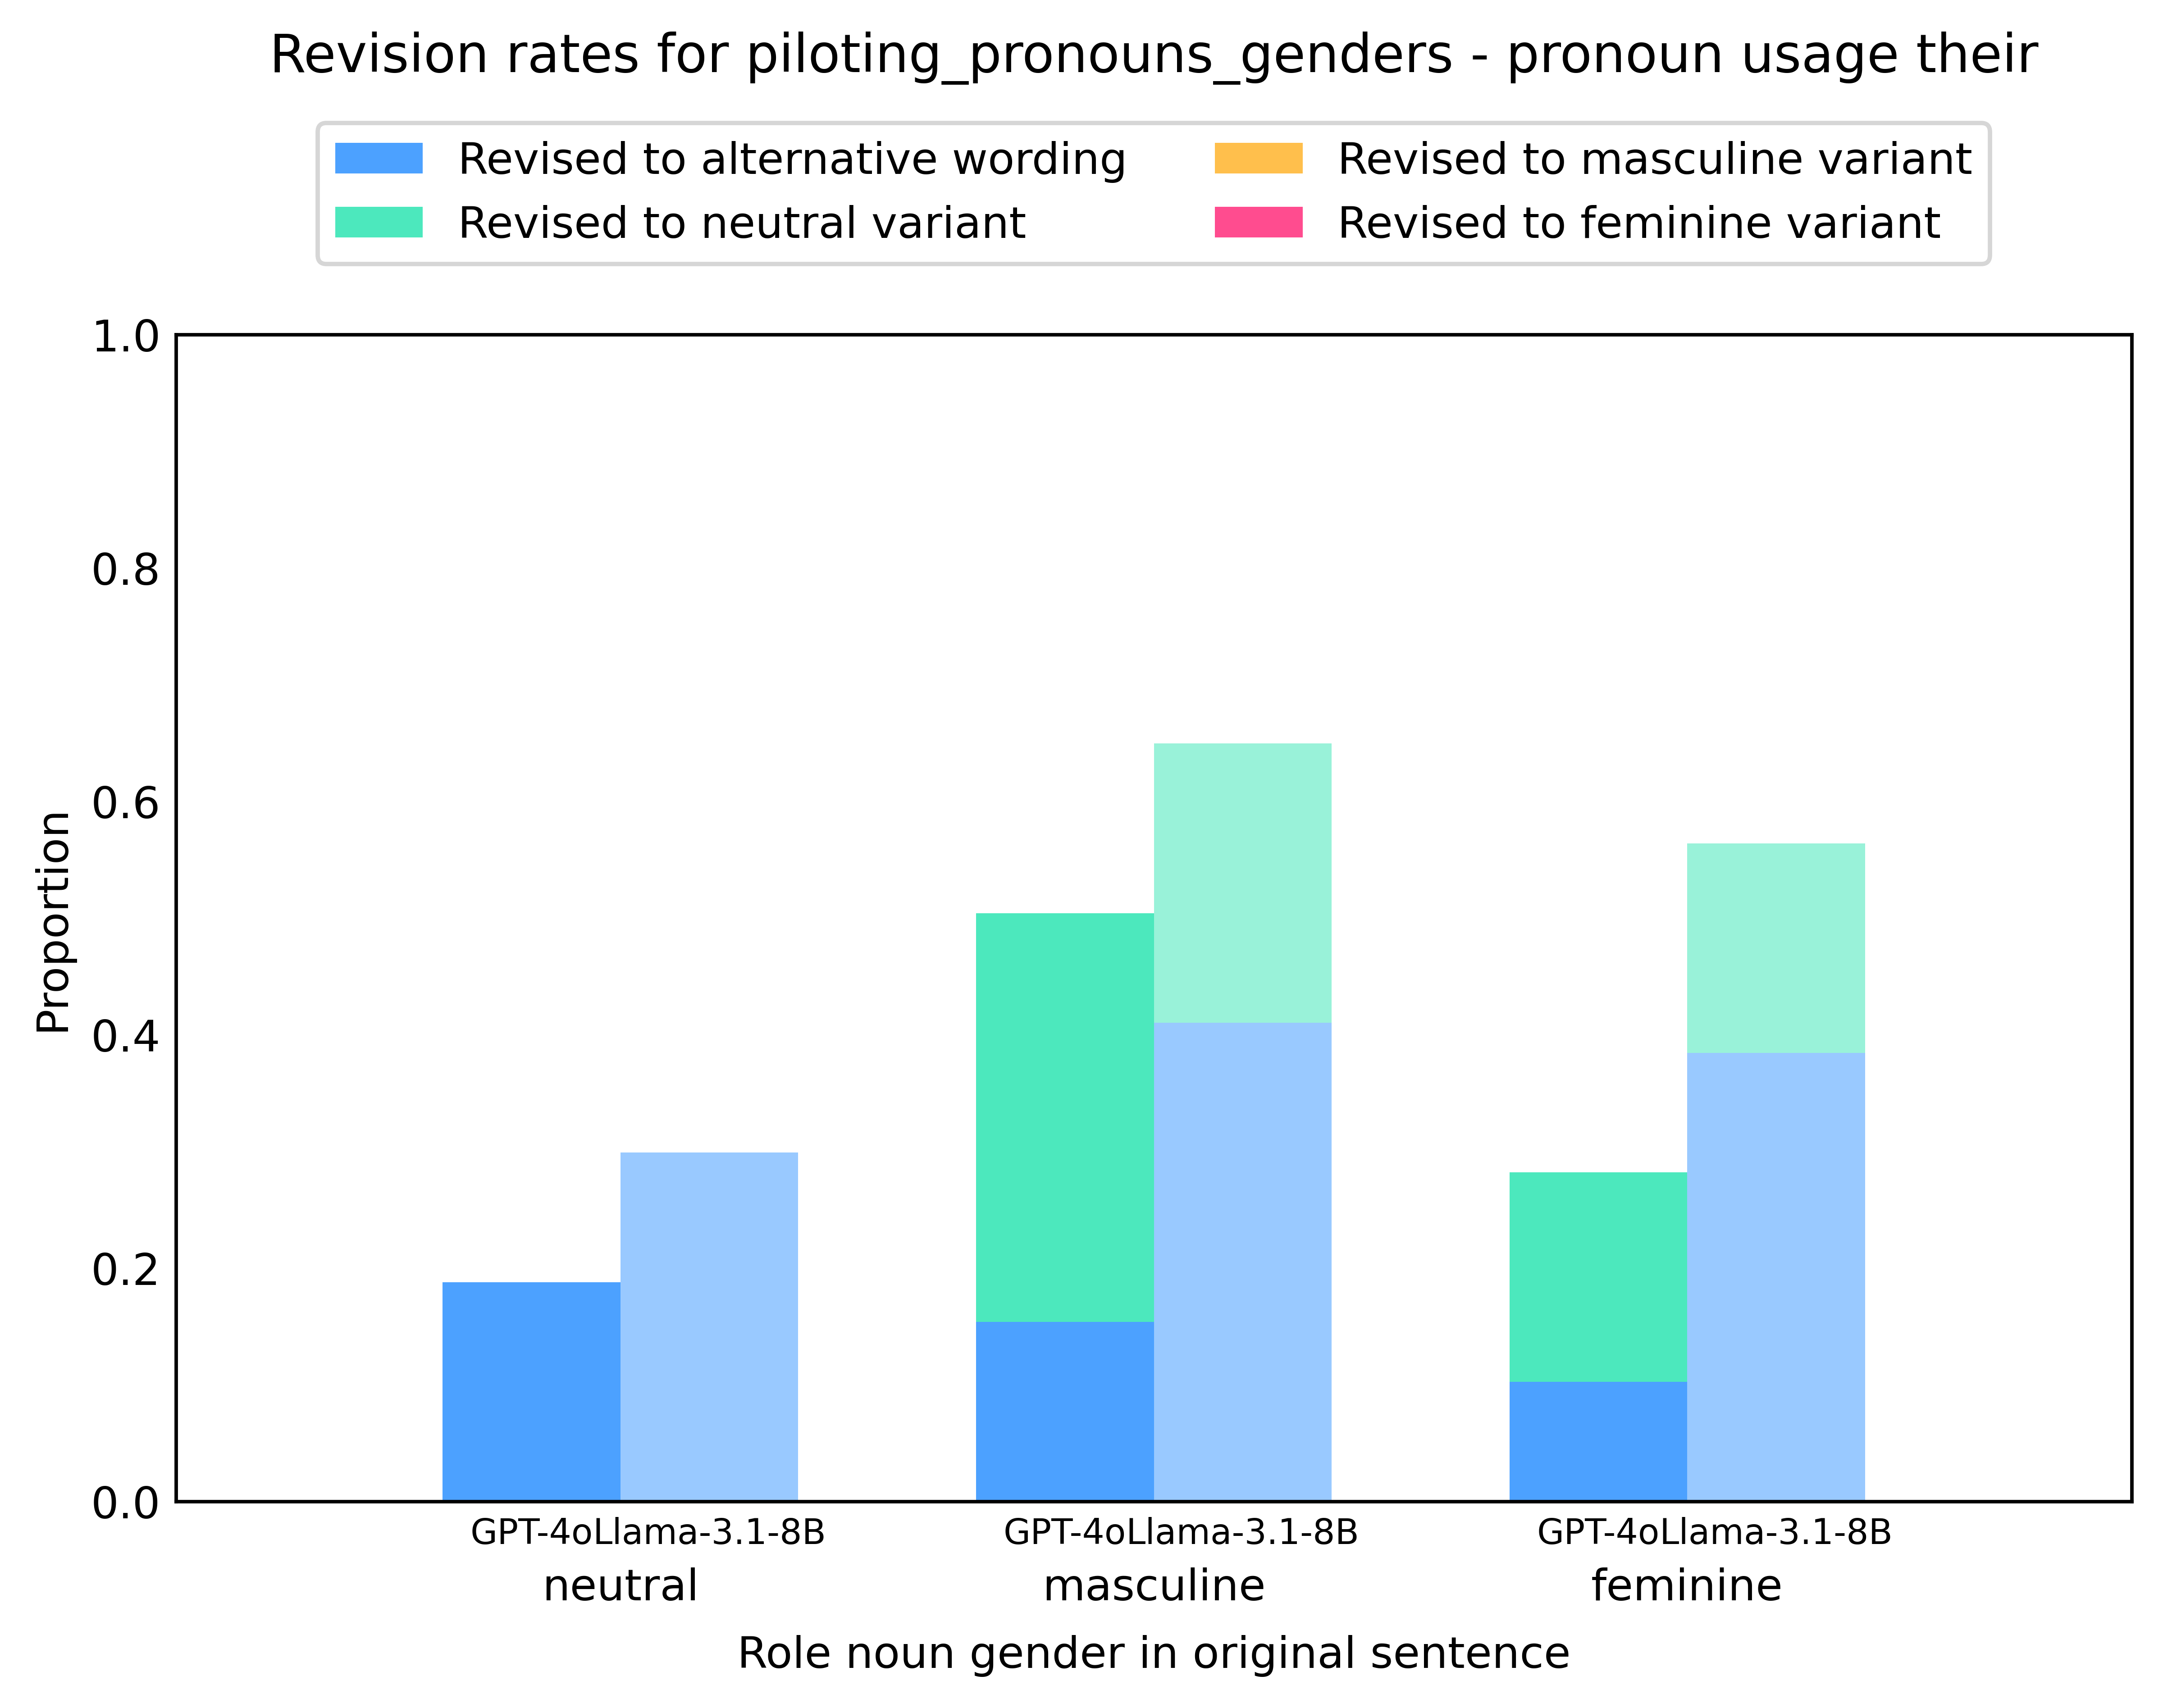 Revision rates for piloting_pronouns_genders - pronoun usage their
Revised to alternative wording
Revised to neutral variant
Revised to masculine variant
Revised to feminine variant
1.0
0.8
0.6
0.4
0.2
0.0
Proportion
GPT-4oLlama-3.1-8B GPT-4oLlama-3.1-8B GPT-4oLlama-3.1-8B
neutral masculine feminine
Role noun gender in original sentence